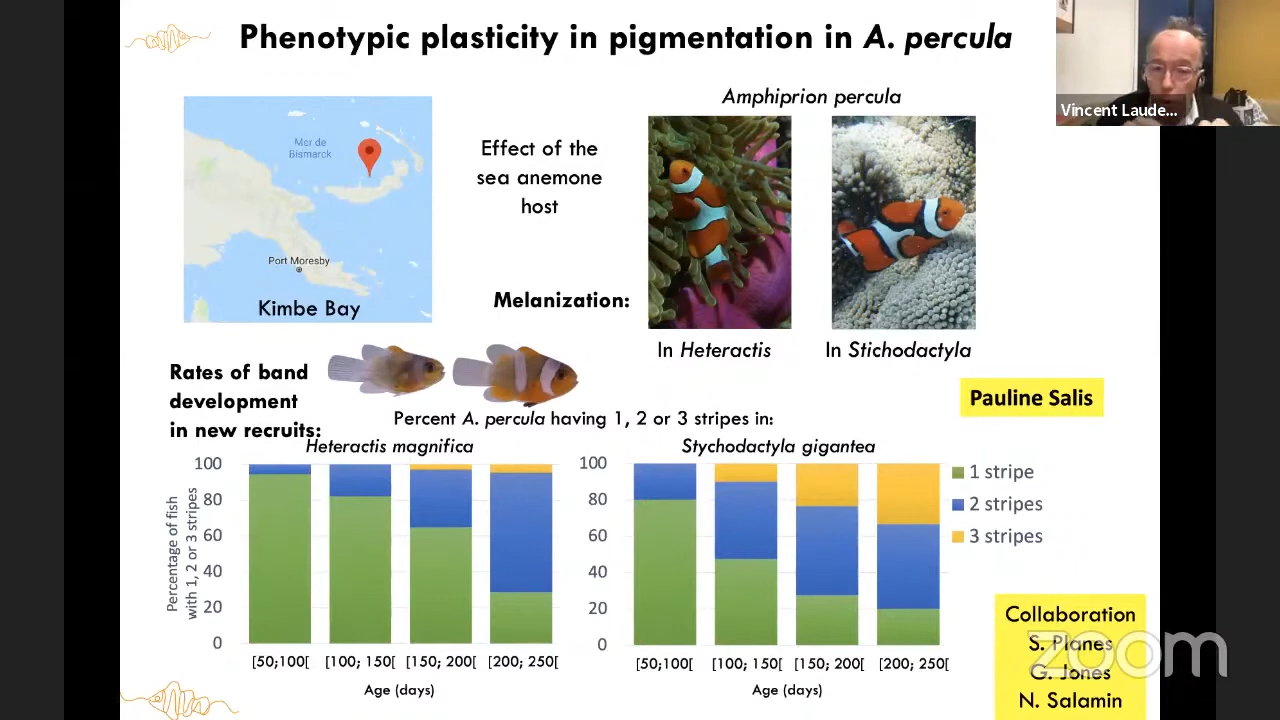 Phenotypic plasticity in pigmentation in A. percula
Vincent Laude...
Amphiprion percula
Mer de
Bismarck
Port Moresby
Kimbe Bay
Effect of the
sea anemone
host
Melanization:
In Heteractis
In Stichodactyla
Rates of band
development
in new recruits:
Pauline Salis
Percent A. percula having 1, 2 or 3 stripes in:
Heteractis magnifica
Stychodactyla gigantea
Percentage of fish
with 1, 2 or 3 stripes
100
80
60
40
20
0
[50;100[ [100; 150[ [150; 200[ [200; 250[
Age (days)
100
80
60
40
20
0
[50;100[ [100; 150[ [150; 200[ [200; 250[
Age (days)
1 stripe
2 stripes
3 stripes
Collaboration
S. Planes
G. Jones
N. Salamin
zoom